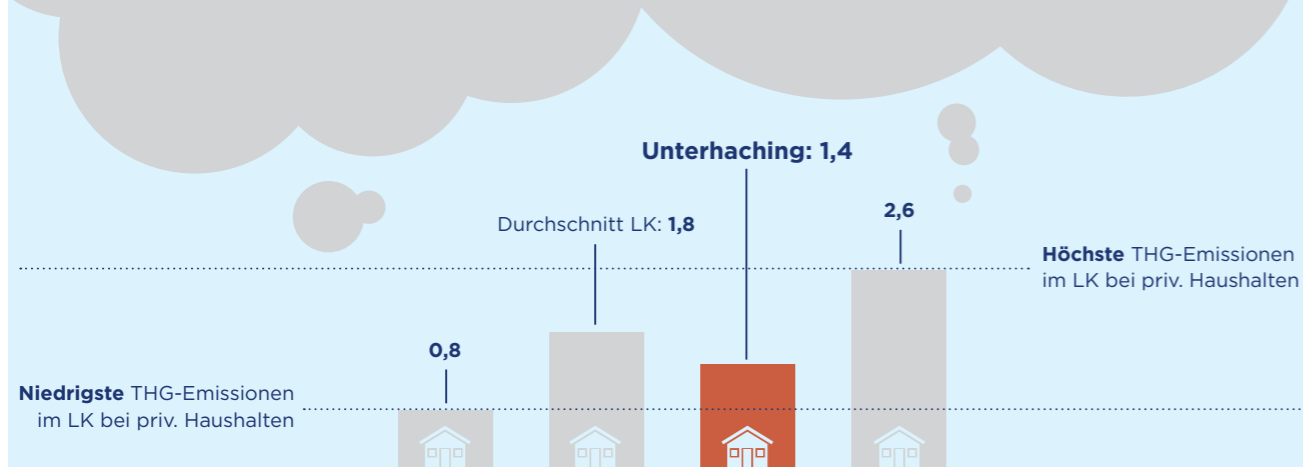 Unterhaching: 1,4
Durchschnitt LK: 1,8
2,6
Höchste THG-Emissionen
im LK bei priv. Haushalten
0,8
Niedrigste THG-Emissionen
im LK bei priv. Haushalten